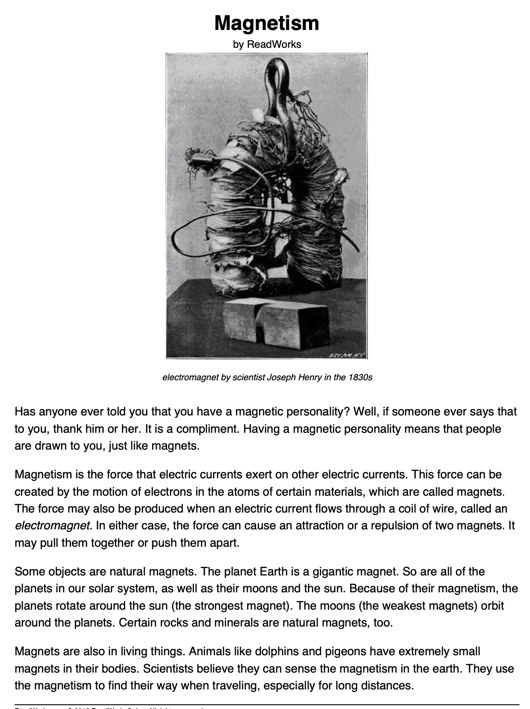 Magnetism
by ReadWorks
electromagnet by scientist Joseph Henry in the 1830s
Has anyone ever told you that you have a magnetic personality? Well, if someone ever says that
to you, thank him or her. It is a compliment. Having a magnetic personality means that people
are drawn to you, just like magnets.
Magnetism is the force that electric currents exert on other electric currents. This force can be
created by the motion of electrons in the atoms of certain materials, which are called magnets.
The force may also be produced when an electric current flows through a coil of wire, called an
electromagnet. In either case, the force can cause an attraction or a repulsion of two magnets. It
may pull them together or push them apart.
Some objects are natural magnets. The planet Earth is a gigantic magnet. So are all of the
planets in our solar system, as well as their moons and the sun. Because of their magnetism, the
planets rotate around the sun (the strongest magnet). The moons (the weakest magnets) orbit
around the planets. Certain rocks and minerals are natural magnets, too.
Magnets are also in living things. Animals like dolphins and pigeons have extremely small
magnets in their bodies. Scientists believe they can sense the magnetism in the earth. They use
the magnetism to find their way when traveling, especially for long distances.